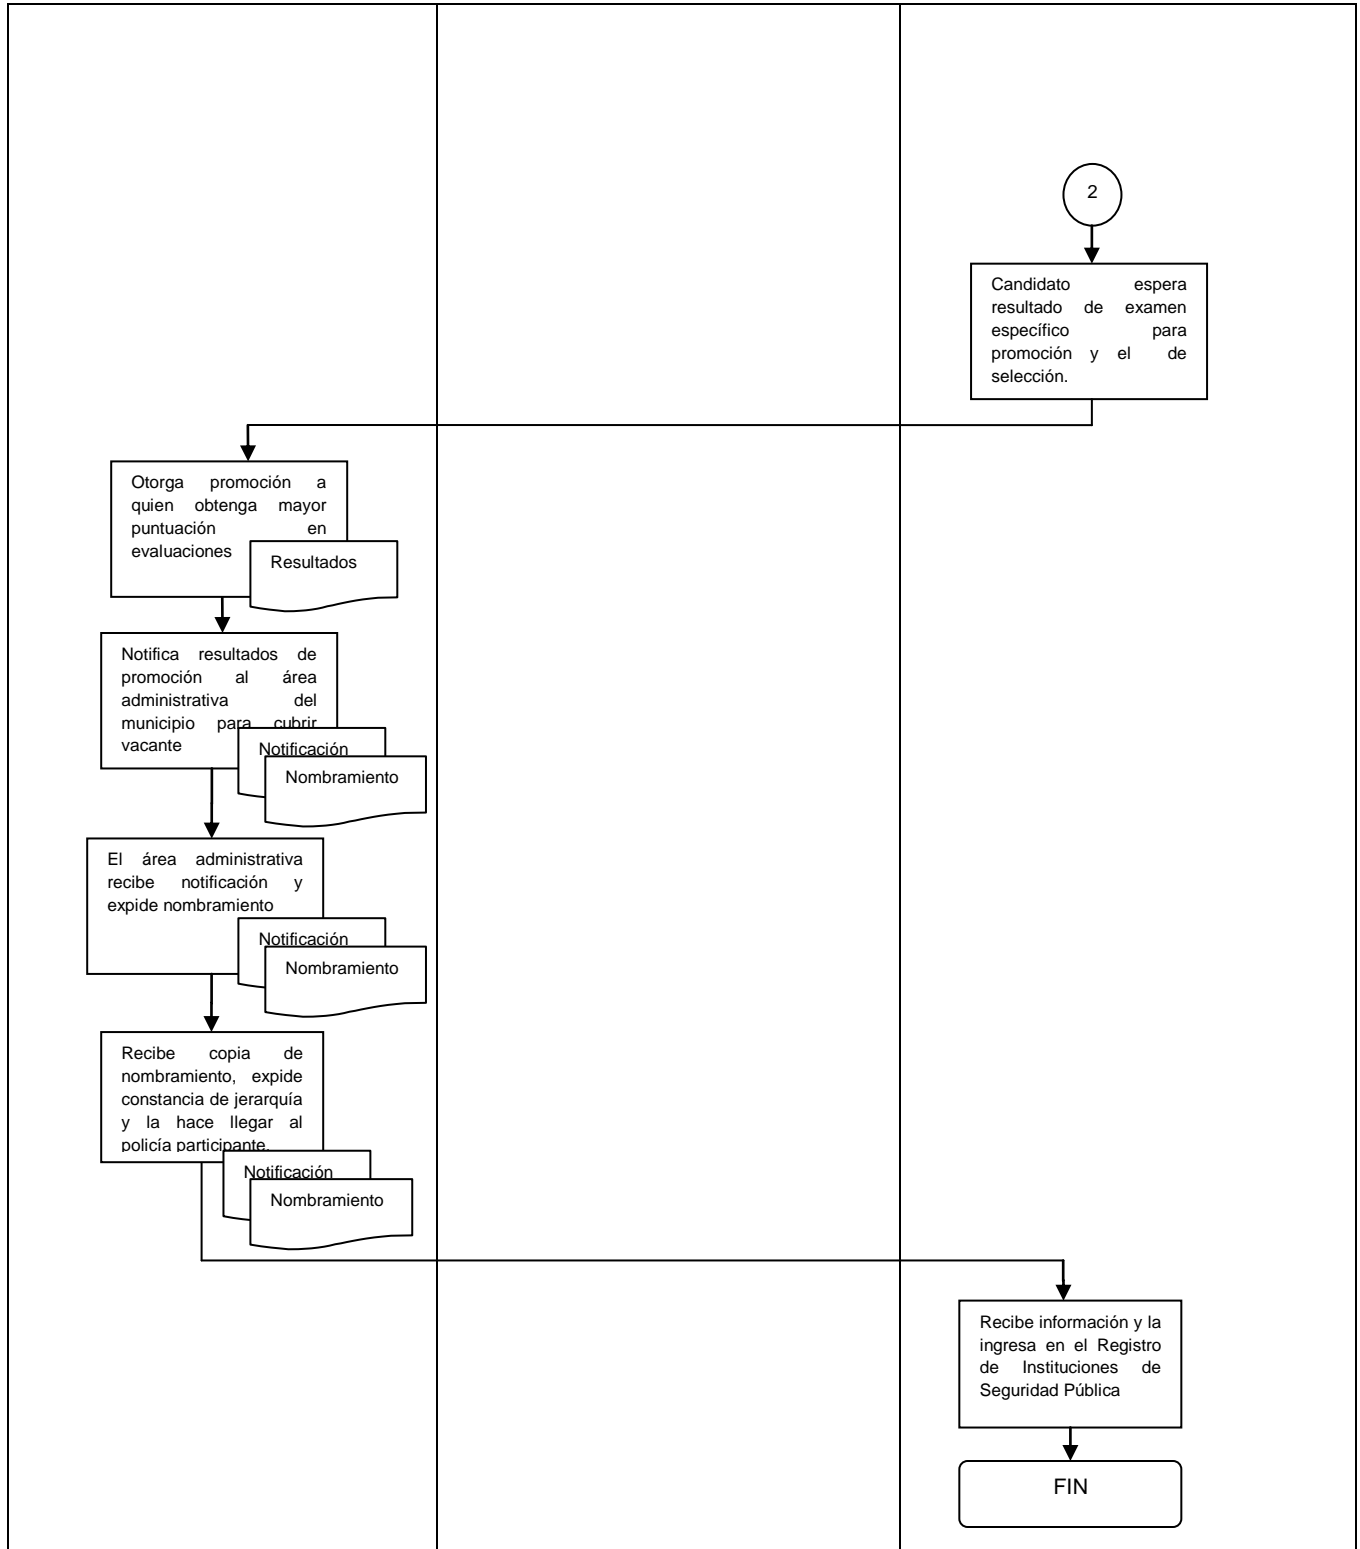 2
Candidato espera
resultado de examen
específico para
promoción y el de
selección.
Otorga promoción a
quien obtenga mayor
puntuación en
evaluaciones
Resultados
Notifica resultados de
promoción al área
administrativa del
municipio para cubrir
vacante
Notificación
Nombramiento
El área administrativa
recibe notificación y
expide nombramiento
Notificación
Nombramiento
Recibe copia de
nombramiento, expide
constancia de jerarquía
y la hace llegar al
policía participante.
Notificación
Nombramiento
Recibe información y la
ingresa en el Registro
de Instituciones de
Seguridad Pública
FIN